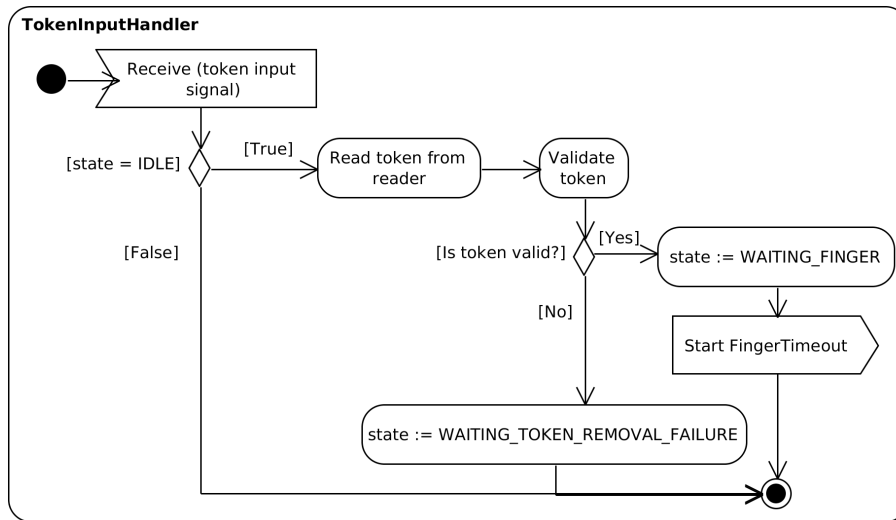 TokenInputHandler
Receive (token input
signal)
[state = IDLE]
[True]
Read token from
reader
Validate
token
[False]
[Is token valid?]
[Yes]
state := WAITING_FINGER
[No]
Start FingerTimeout
state := WAITING_TOKEN_REMOVAL_FAILURE